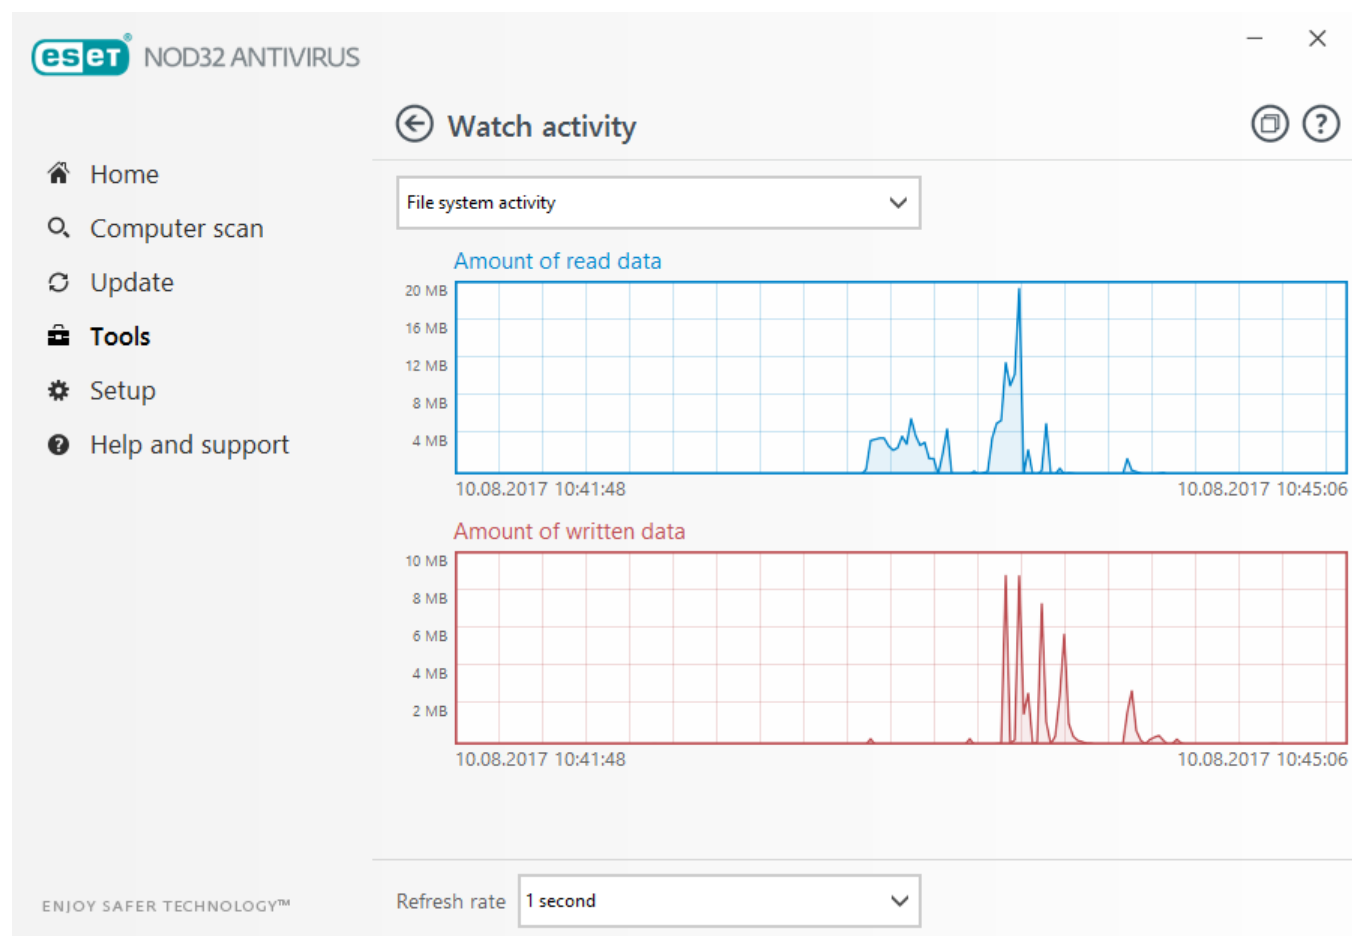 eset® NOD32 ANTIVIRUS
Watch activity
?
Home
Computer scan
Update
Tools
Setup
? Help and support
File system activity
Amount of read data
20 MB
16 MB
12 MB
8 MB
4 MB
10.08.2017 10:41:48 10.08.2017 10:45:06
Amount of written data
10 MB
8 MB
6 MB
4 MB
2 MB
10.08.2017 10:41:48 10.08.2017 10:45:06
Refresh rate 1 second
ENJOY SAFER TECHNOLOGY™